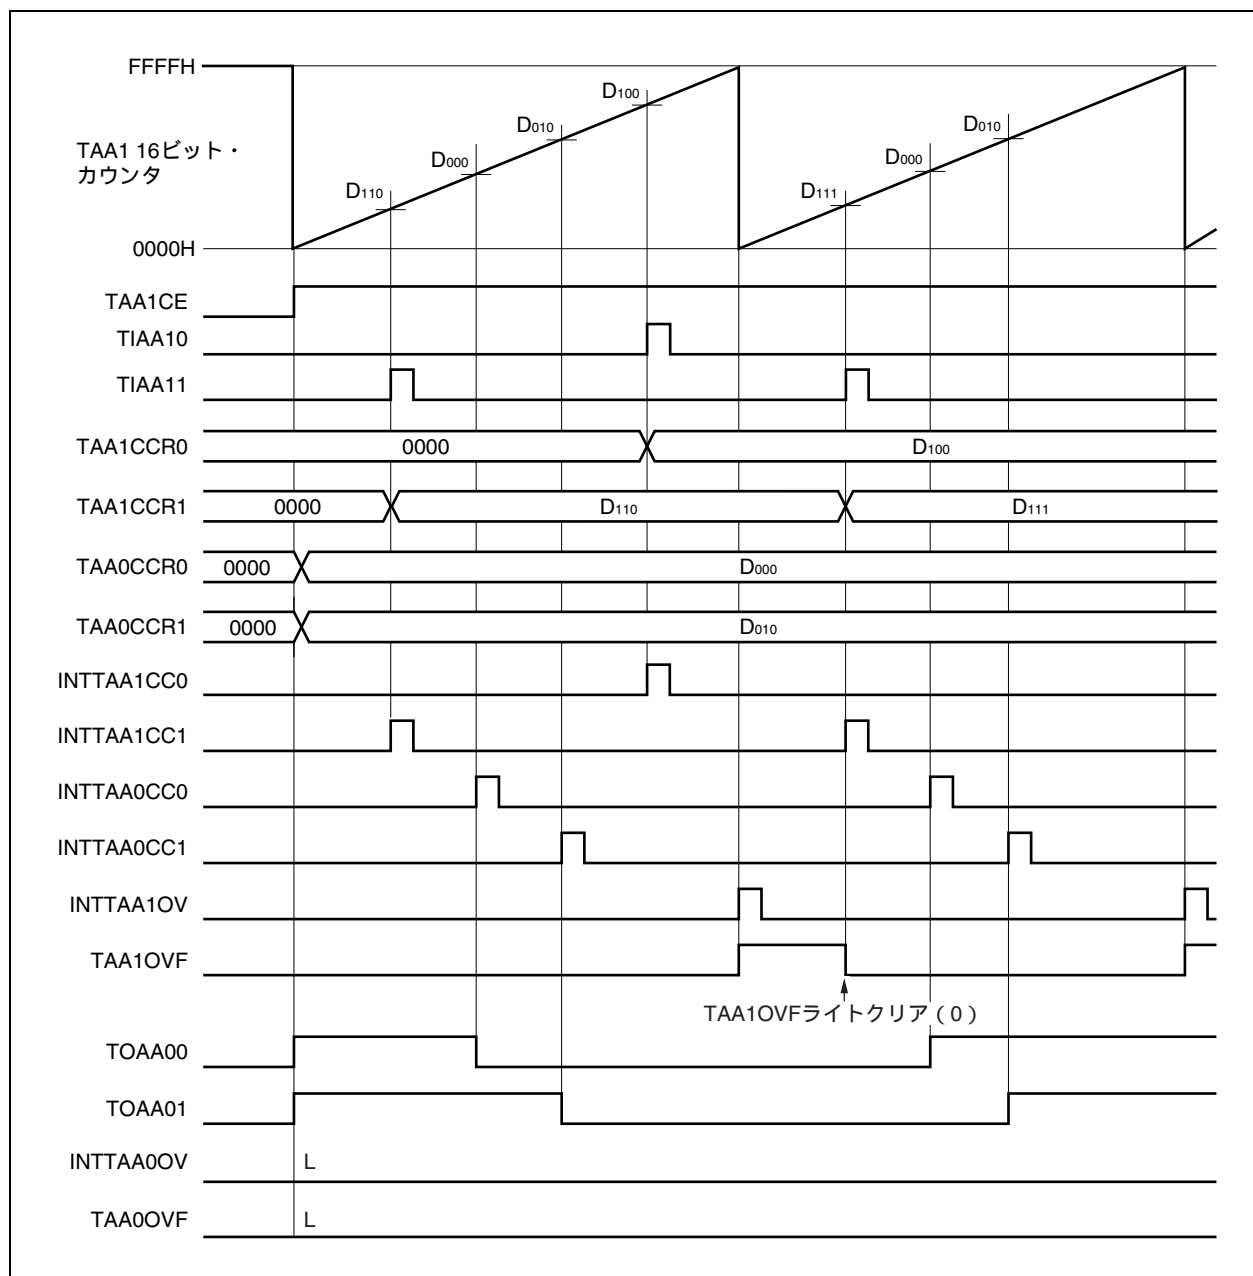 FFFFH
D100
D010
D010
TAA1 16ビット・
カウンタ
D000
D000
D110
D111
0000H
TAA1CE
TIAA10
TIAA11
TAA1CCR0 0000 D100
TAA1CCR1 0000 D110 D111
TAA0CCR0 0000 D000
TAA0CCR1 0000 D010
INTTAA1CC0
INTTAA1CC1
INTTAA0CC0
INTTAA0CC1
INTTAA1OV
TAA1OVF
TAA1OVFライトクリア(0)
TOAA00
TOAA01
INTTAA0OV L
TAA0OVF L